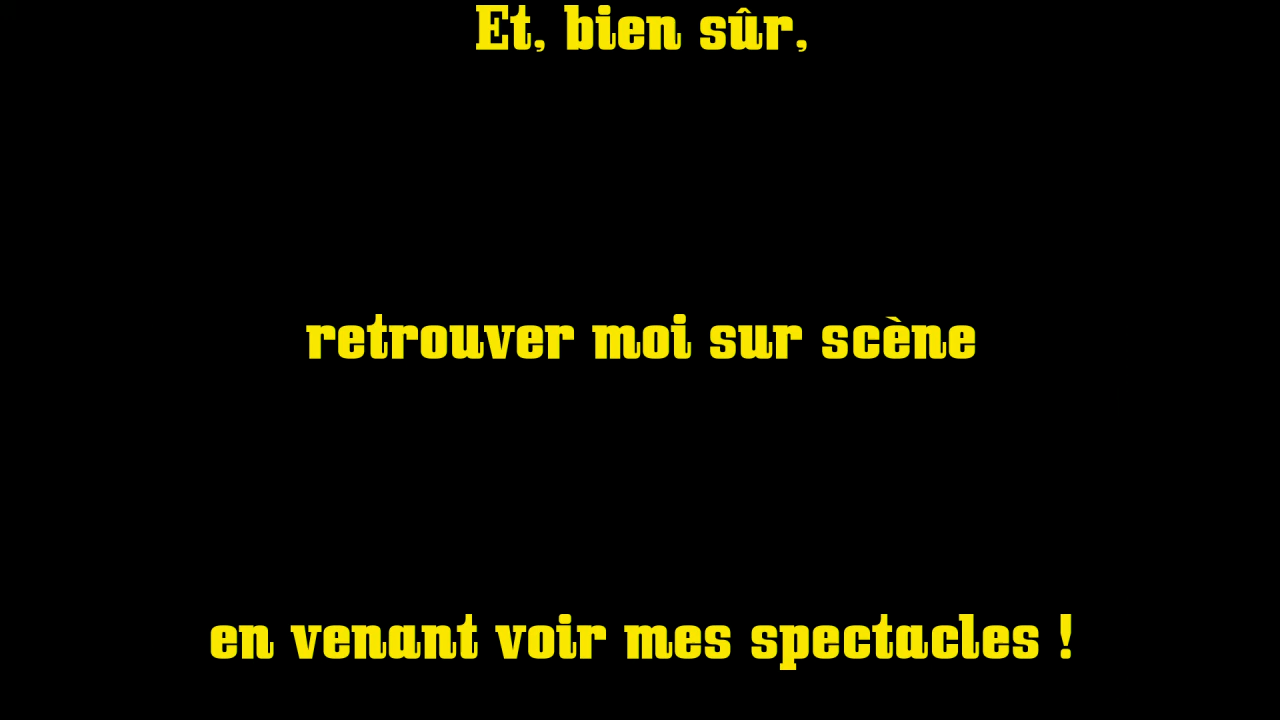 Et, bien sûr,
retrouver moi sur scène
en venant voir mes spectacles !